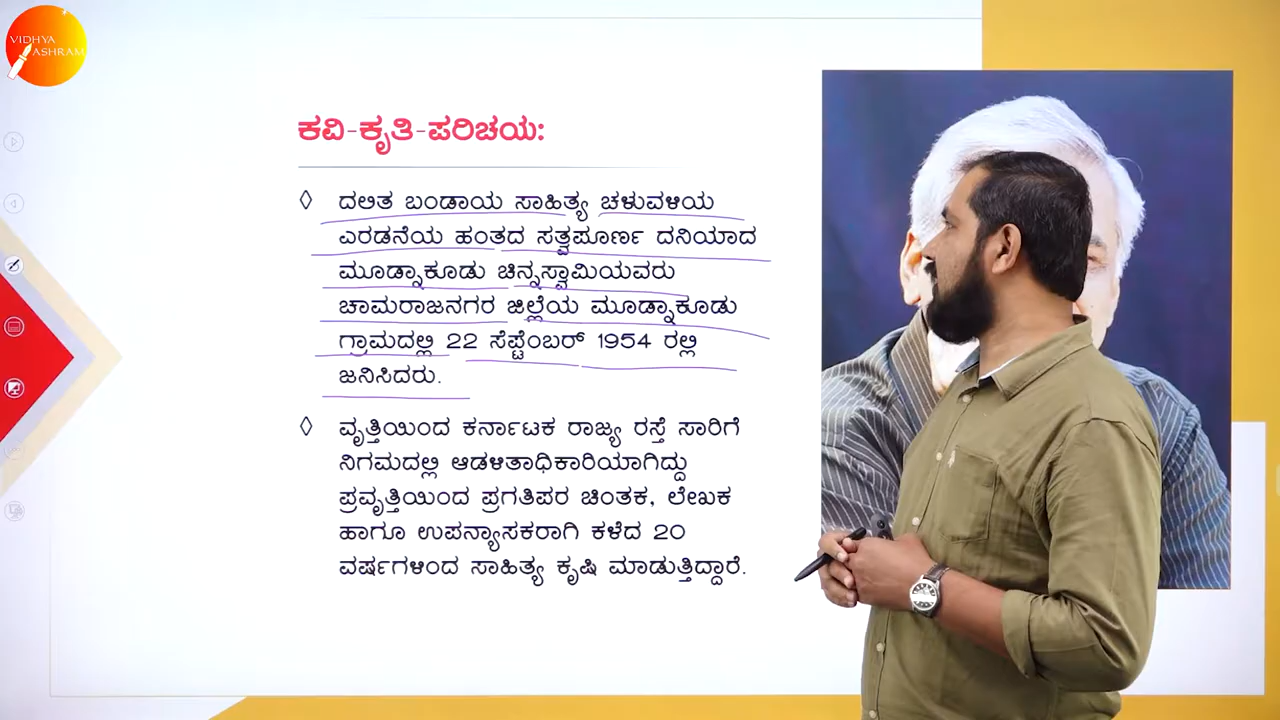 VIDHYA
ASHRAM
ಕವಿ-ಕೃತಿ-ಪರಿಚಯ:
◊ ದಲಿತ ಬಂಡಾಯ ಸಾಹಿತ್ಯ ಚಳುವಳಿಯ
ಎರಡನೆಯ ಹಂತದ ಸತ್ವಪೂರ್ಣ ದನಿಯಾದ
ಮೂಡ್ನಾಕೂಡು ಚಿನ್ನಸ್ವಾಮಿಯವರು
ಚಾಮರಾಜನಗರ ಜಿಲ್ಲೆಯ ಮೂಡ್ನಾಕೂಡು
ಗ್ರಾಮದಲ್ಲಿ 22 ಸೆಪ್ಟೆಂಬರ್ 1954 ರಲ್ಲಿ
ಜನಿಸಿದರು.
◊ ವೃತ್ತಿಯಿಂದ ಕರ್ನಾಟಕ ರಾಜ್ಯ ರಸ್ತೆ ಸಾರಿಗೆ
ನಿಗಮದಲ್ಲಿ ಆಡಳಿತಾಧಿಕಾರಿಯಾಗಿದ್ದು
ಪ್ರವೃತ್ತಿಯಿಂದ ಪ್ರಗತಿಪರ ಚಿಂತಕ, ಲೇಖಕ
ಹಾಗೂ ಉಪನ್ಯಾಸಕರಾಗಿ ಕಳೆದ 20
ವರ್ಷಗಳಿಂದ ಸಾಹಿತ್ಯ ಕೃಷಿ ಮಾಡುತ್ತಿದ್ದಾರೆ.